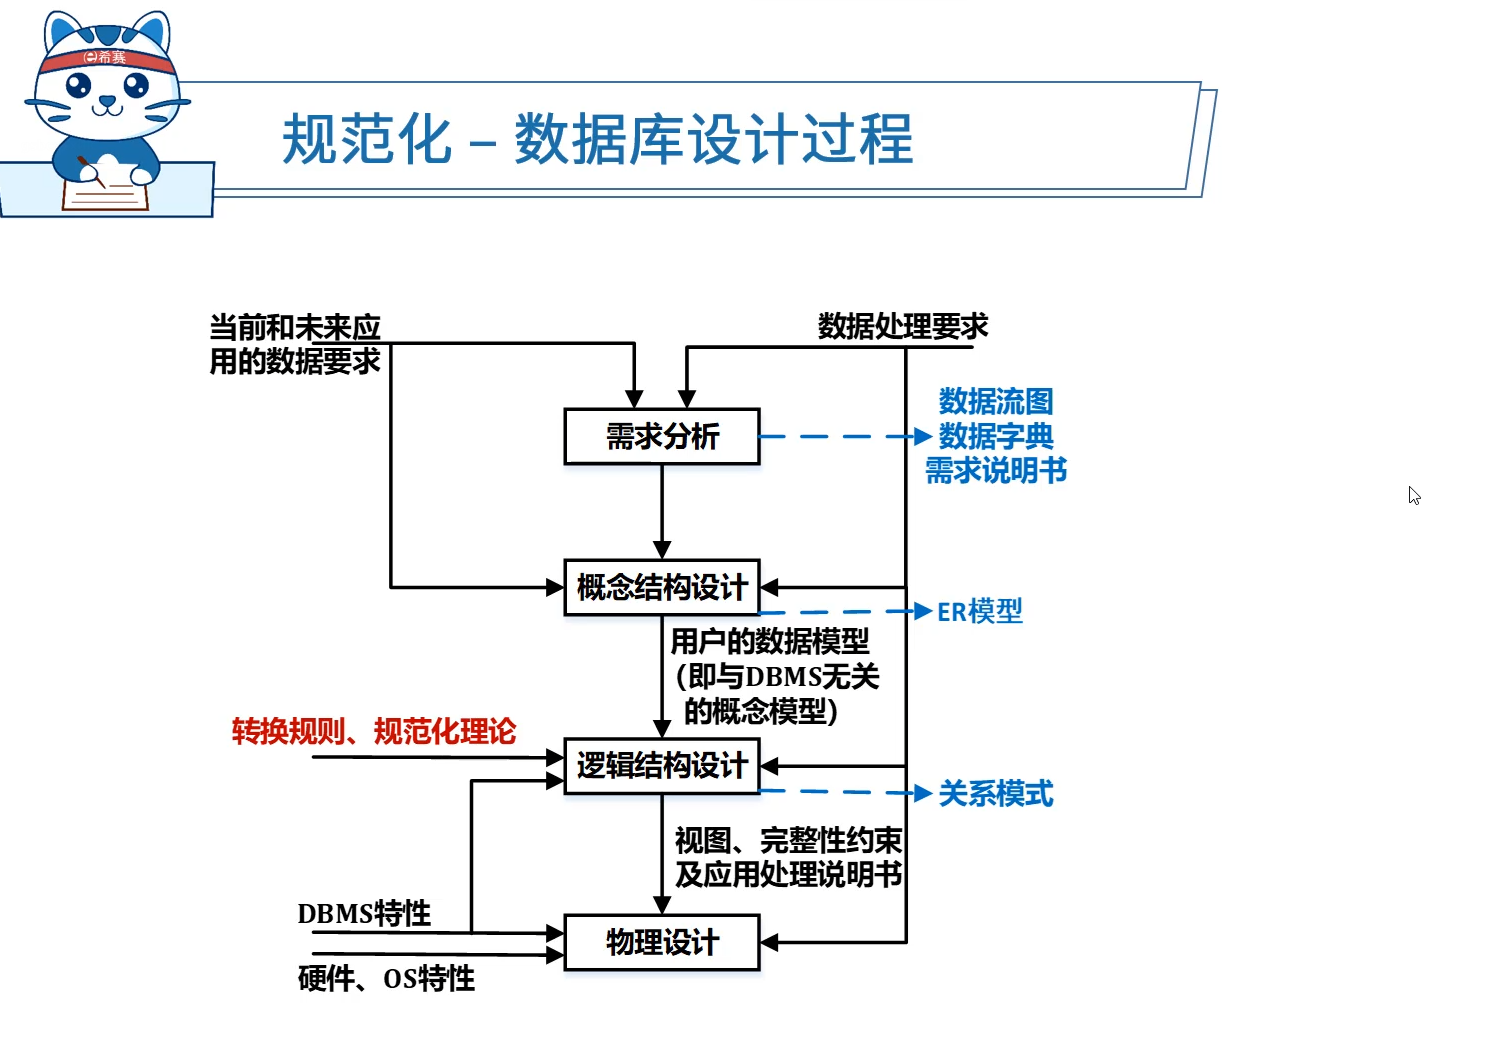 e希赛
规范化 – 数据库设计过程
当前和未来应
用的数据要求
数据处理要求
需求分析
数据流图
数据字典
需求说明书
概念结构设计
ER模型
用户的数据模型
（即与DBMS无关
的概念模型）
转换规则、规范化理论
逻辑结构设计
关系模式
视图、完整性约束
及应用处理说明书
DBMS特性
物理设计
硬件、OS特性